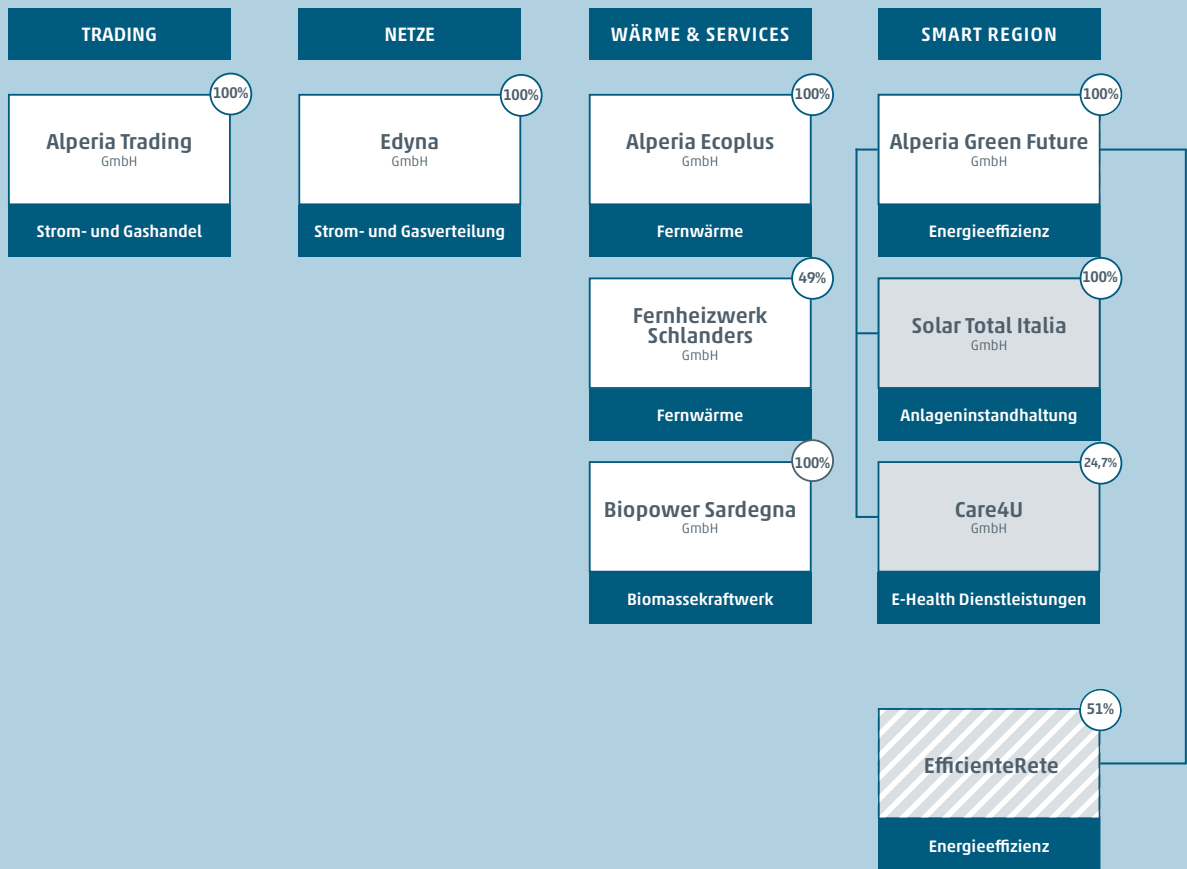 TRADING
100%
Alperia Trading
GmbH
Strom- und Gashandel
NETZE
100%
Edyna
GmbH
Strom- und Gasverteilung
WÄRME & SERVICES
100%
Alperia Ecoplus
GmbH
Fernwärme
49%
Fernheizwerk
Schlanders
GmbH
Fernwärme
100%
Biopower Sardegna
GmbH
Biomassekraftwerk
SMART REGION
100%
Alperia Green Future
GmbH
Energieeffizienz
100%
Solar Total Italia
GmbH
Anlageninstandhaltung
24,7%
Care4U
GmbH
E-Health Dienstleistungen
51%
EfficienteRete
Energieeffizienz